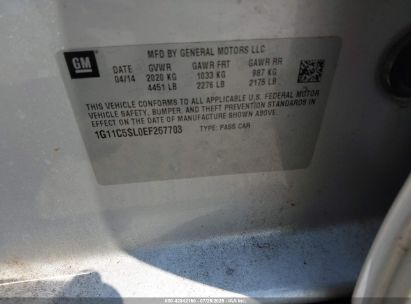 GM
MFD BY GENERAL MOTORS LLC
DATE GVWR GAWR FRT GAWR RR
04/14 2020 KG 1033 KG 987 KG
4451 LB 2276 LB 2175 LB
THIS VEHICLE CONFORMS TO ALL APPLICABLE U.S. FEDERAL MOTOR
VEHICLE SAFETY, BUMPER, AND THEFT PREVENTION STANDARDS IN
EFFECT ON THE DATE OF MANUFACTURE SHOWN ABOVE.
1G11C5SL0EF267703 TYPE: PASS CAR